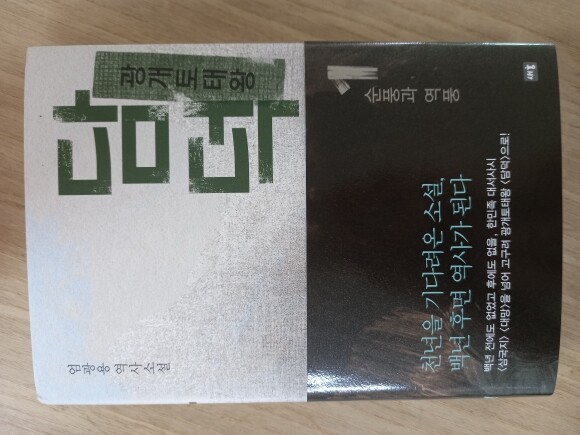 광개토태왕
담덕
엄광용 역사소설
1
순풍과 역풍
천년을 기다려온 소설,
백년 후면 역사가 된다
백년 전에도 없었고 후에도 없을, 한민족 대서사시
〈삼국지〉 〈대망〉을 넘어 고구려 광개토태왕 〈담덕〉으로!
새움